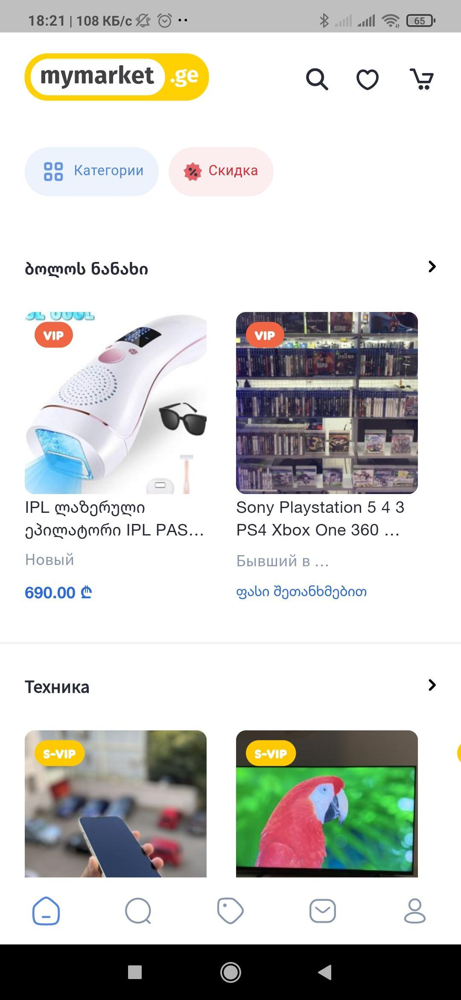 18:21 | 108 КБ/с
65
mymarket .ge
Категории
Скидка
ბოლოს ნანახი
VIP
VIP
IPL ლაზერული
ეპილატორი IPL PAS...
Новый
690.00 ₾
Sony Playstation 5 4 3
PS4 Xbox One 360 ...
Бывший в ...
ფასი შეთანხმებით
Техника
S-VIP
S-VIP